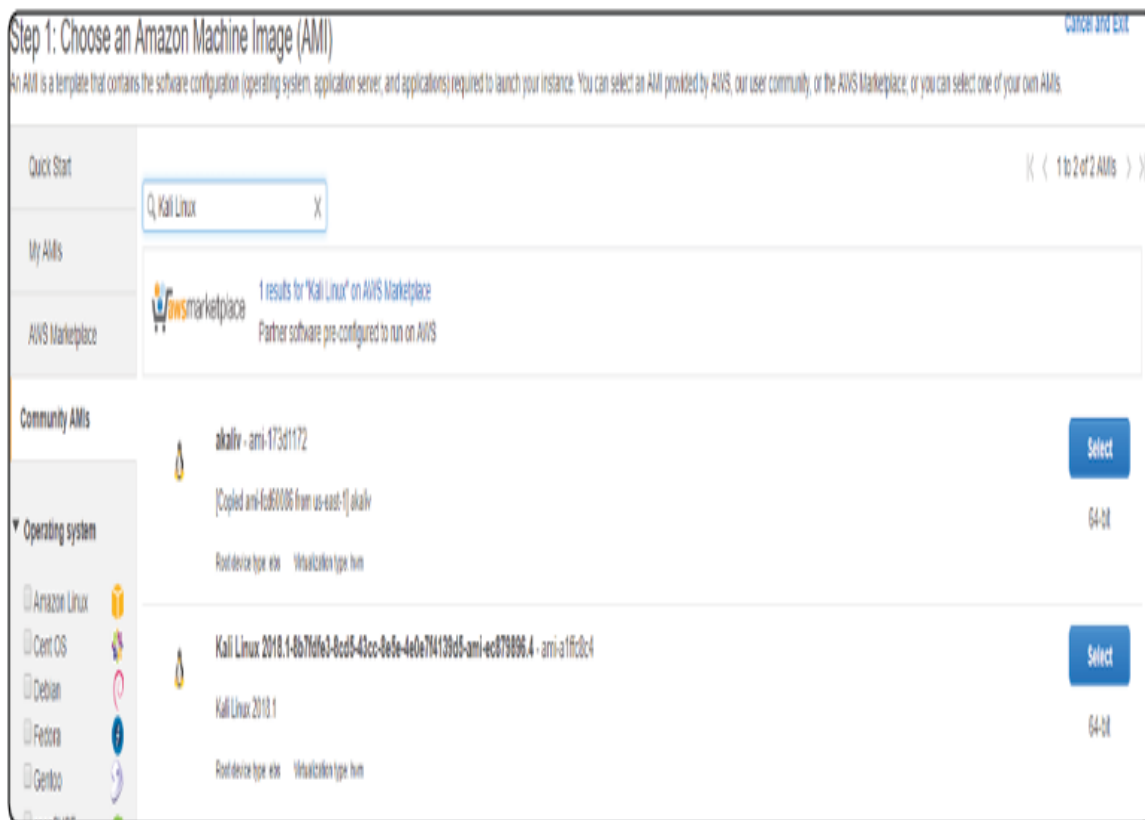 Step 1: Choose an Amazon Machine Image (AMI)
Cancel and Exit
An AMI is a template that contains the software configuration (operating system, application server, and applications) required to launch your instance. You can select an AMI provided by AWS, our user community, or the AWS Marketplace; or you can select one of your own AMIs.
Quick Start
My AMIs
AWS Marketplace
Community AMIs
Operating system
Amazon Linux
Cent OS
Debian
Fedora
Gentoo
1 to 2 of 2 AMIs
Kali Linux X
awsmarketplace
1 results for "Kali Linux" on AWS Marketplace
Partner software pre-configured to run on AWS
akaliv - ami-173d1172
[Copied ami-fcd60086 from us-east-1] akaliv
Root device type: ebs Virtualization type: hvm
Select
64-bit
Kali Linux 2018.1-8b7fdfe3-8cd5-43cc-8e5e-4e0e7f4139d5-ami-ec879896.4 - ami-a1ffc8c4
Kali Linux 2018.1
Root device type: ebs Virtualization type: hvm
Select
64-bit